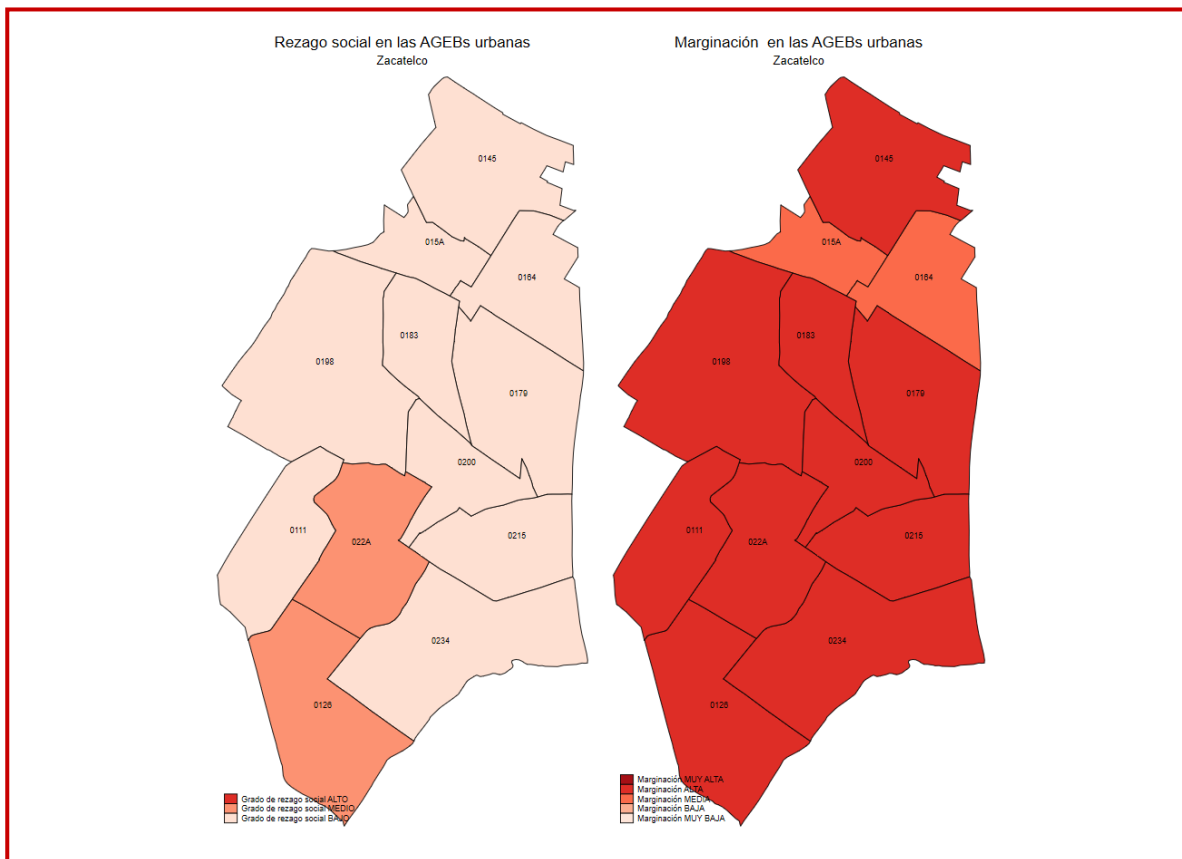 Rezago social en las AGEBs urbanas
Zacatelco
0145
015A
0164
0183
0198
0179
0200
0111
022A
0215
0234
0126
Grado de rezago social ALTO
Grado de rezago social MEDIO
Grado de rezago social BAJO
Marginación en las AGEBs urbanas
Zacatelco
0145
015A
0164
0183
0198
0179
0200
0111
022A
0215
0234
0126
Marginación MUY ALTA
Marginación ALTA
Marginación MEDIA
Marginación BAJA
Marginación MUY BAJA